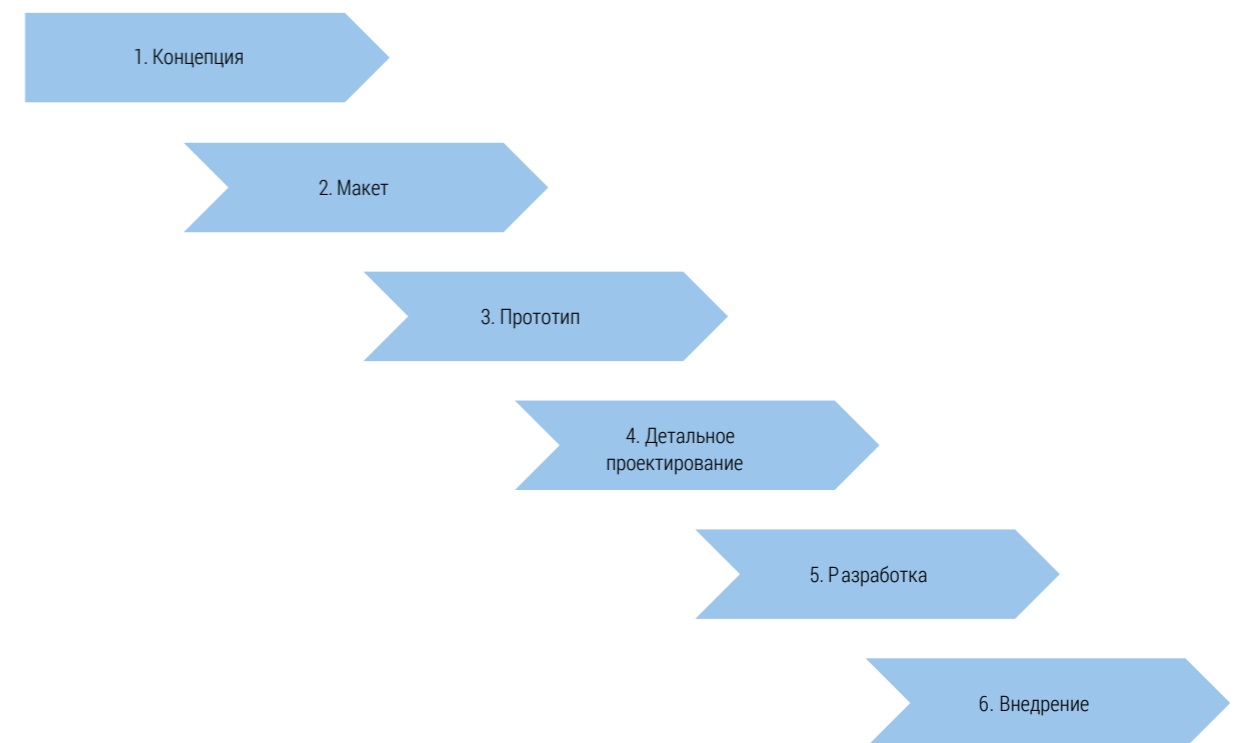 1. Концепция
2. Макет
3. Прототип
4. Детальное
проектирование
5. Разработка
6. Внедрение